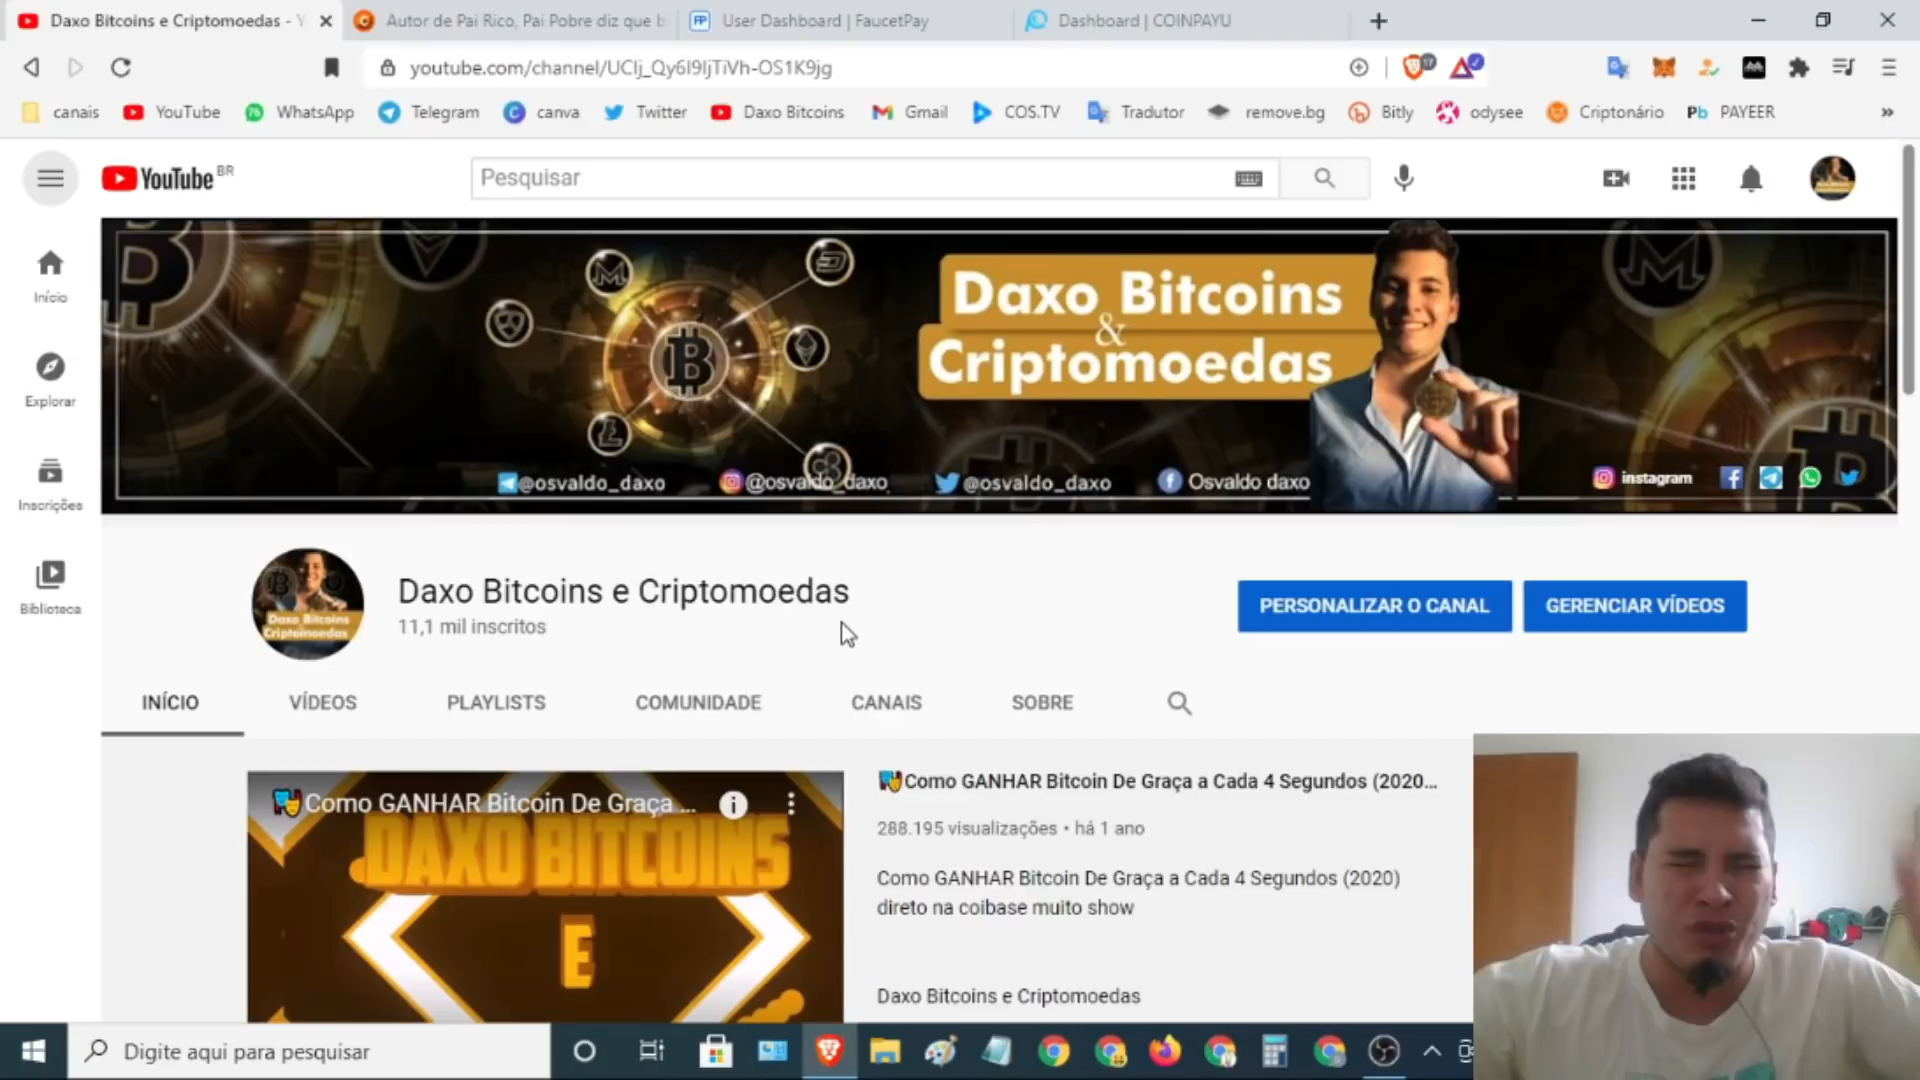 Daxo Bitcoins e Criptomoedas - Y
Autor de Pai Rico, Pai Pobre diz que b
User Dashboard | FaucetPay
Dashboard | COINPAYU
youtube.com/channel/UClj_Qy6I9IjTiVh-OS1K9jg
17
canais
YouTube
WhatsApp
Telegram
canva
Twitter
Daxo Bitcoins
Gmail
COS.TV
Tradutor
remove.bg
Bitly
odysee
Criptonário
Pb PAYEER
»
YouTube BR
Pesquisar
Início
Explorar
Inscrições
Biblioteca
Daxo Bitcoins
&
Criptomoedas
@osvaldo_daxo
@osvaldo_daxo
@osvaldo_daxo
Osvaldo daxo
instagram
Daxo Bitcoins
Criptomoedas
Daxo Bitcoins e Criptomoedas
11,1 mil inscritos
PERSONALIZAR O CANAL
GERENCIAR VÍDEOS
INÍCIO
VÍDEOS
PLAYLISTS
COMUNIDADE
CANAIS
SOBRE
Como GANHAR Bitcoin De Graça ...
DAXO BITCOINS
E
Como GANHAR Bitcoin De Graça a Cada 4 Segundos (2020...
288.195 visualizações • há 1 ano
Como GANHAR Bitcoin De Graça a Cada 4 Segundos (2020)
direto na coibase muito show
Daxo Bitcoins e Criptomoedas
Digite aqui para pesquisar